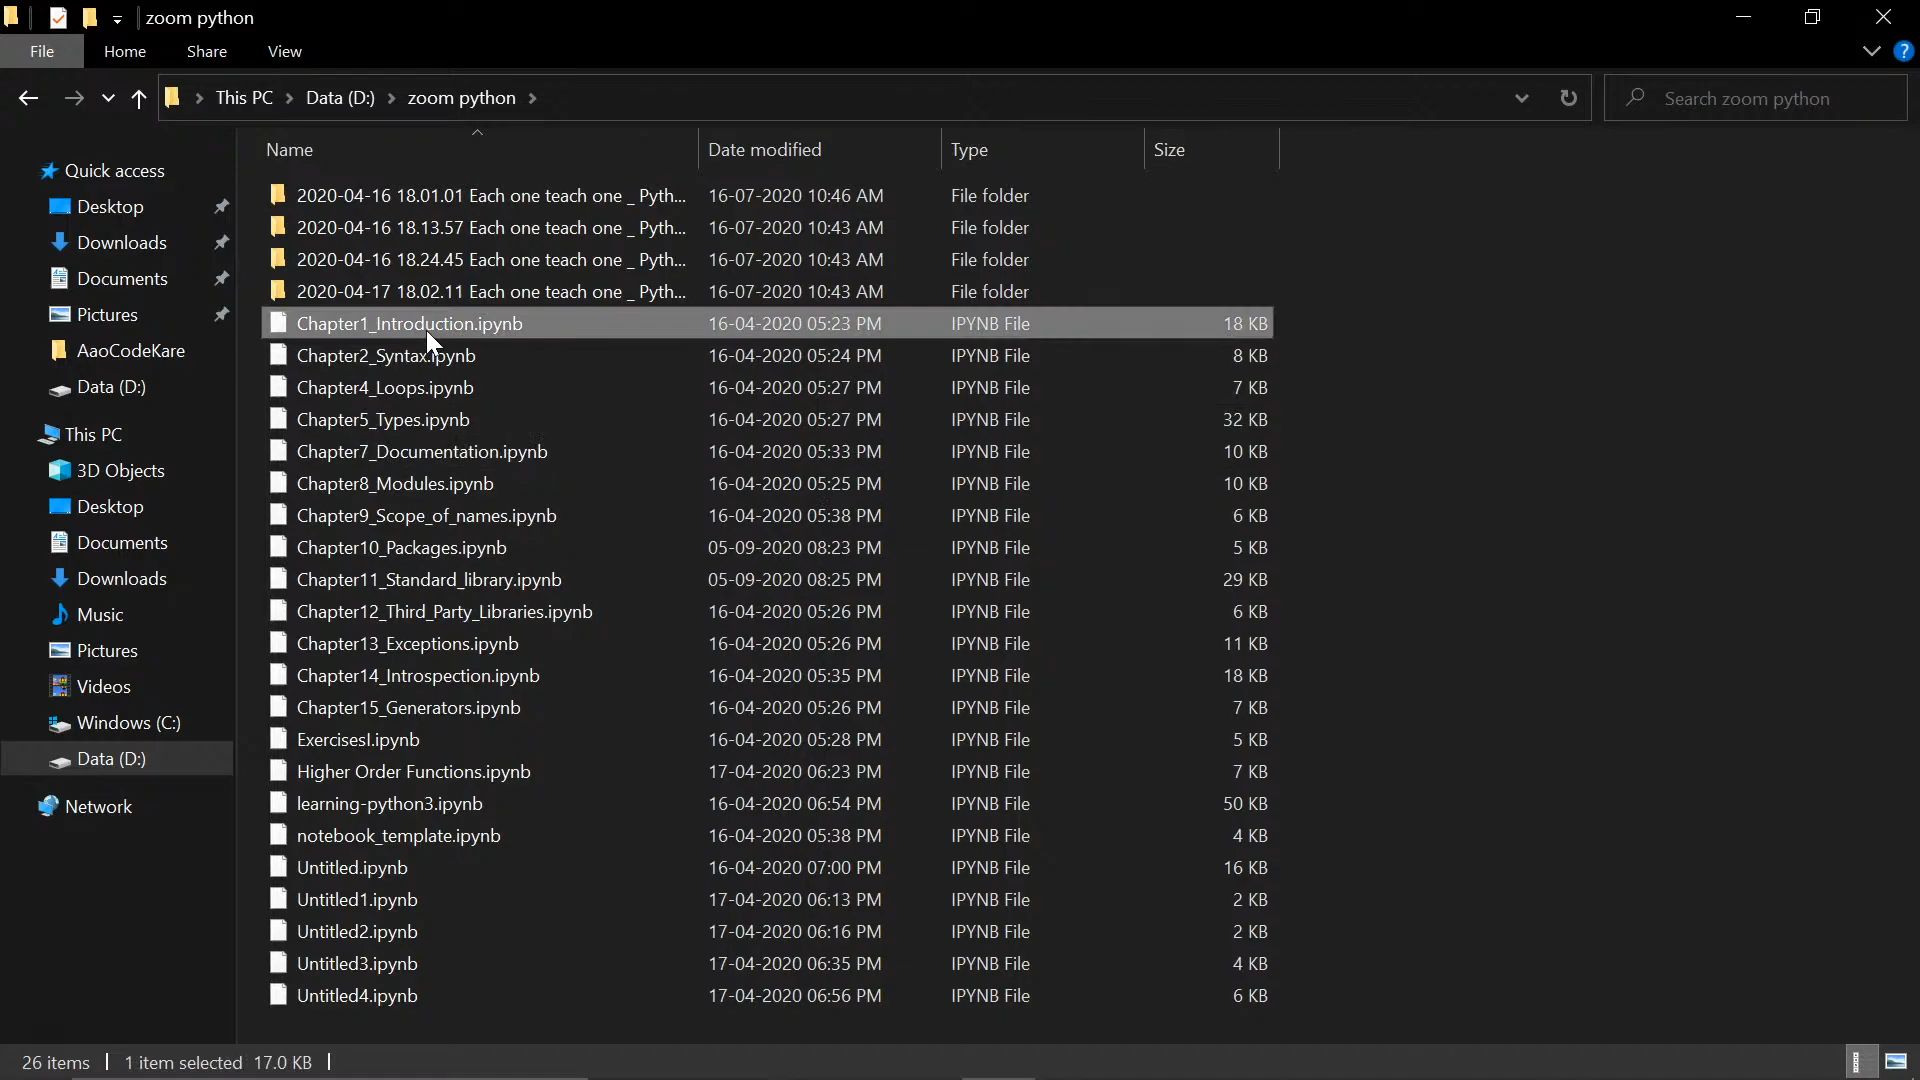 zoom python
File Home Share View
This PC Data (D:) zoom python Search zoom python
Name Date modified Type Size
Quick access
Desktop
Downloads
Documents
Pictures
AaoCodeKare
Data (D:)
This PC
3D Objects
Desktop
Documents
Downloads
Music
Pictures
Videos
Windows (C:)
Data (D:)
Network
2020-04-16 18.01.01 Each one teach one _ Pyth... 16-07-2020 10:46 AM File folder
2020-04-16 18.13.57 Each one teach one _ Pyth... 16-07-2020 10:43 AM File folder
2020-04-16 18.24.45 Each one teach one _ Pyth... 16-07-2020 10:43 AM File folder
2020-04-17 18.02.11 Each one teach one _ Pyth... 16-07-2020 10:43 AM File folder
Chapter1_Introduction.ipynb 16-04-2020 05:23 PM IPYNB File 18 KB
Chapter2_Syntax.ipynb 16-04-2020 05:24 PM IPYNB File 8 KB
Chapter4_Loops.ipynb 16-04-2020 05:27 PM IPYNB File 7 KB
Chapter5_Types.ipynb 16-04-2020 05:27 PM IPYNB File 32 KB
Chapter7_Documentation.ipynb 16-04-2020 05:33 PM IPYNB File 10 KB
Chapter8_Modules.ipynb 16-04-2020 05:25 PM IPYNB File 10 KB
Chapter9_Scope_of_names.ipynb 16-04-2020 05:38 PM IPYNB File 6 KB
Chapter10_Packages.ipynb 05-09-2020 08:23 PM IPYNB File 5 KB
Chapter11_Standard_library.ipynb 05-09-2020 08:25 PM IPYNB File 29 KB
Chapter12_Third_Party_Libraries.ipynb 16-04-2020 05:26 PM IPYNB File 6 KB
Chapter13_Exceptions.ipynb 16-04-2020 05:26 PM IPYNB File 11 KB
Chapter14_Introspection.ipynb 16-04-2020 05:35 PM IPYNB File 18 KB
Chapter15_Generators.ipynb 16-04-2020 05:26 PM IPYNB File 7 KB
ExercisesI.ipynb 16-04-2020 05:28 PM IPYNB File 5 KB
Higher Order Functions.ipynb 17-04-2020 06:23 PM IPYNB File 7 KB
learning-python3.ipynb 16-04-2020 06:54 PM IPYNB File 50 KB
notebook_template.ipynb 16-04-2020 05:38 PM IPYNB File 4 KB
Untitled.ipynb 16-04-2020 07:00 PM IPYNB File 16 KB
Untitled1.ipynb 17-04-2020 06:13 PM IPYNB File 2 KB
Untitled2.ipynb 17-04-2020 06:16 PM IPYNB File 2 KB
Untitled3.ipynb 17-04-2020 06:35 PM IPYNB File 4 KB
Untitled4.ipynb 17-04-2020 06:56 PM IPYNB File 6 KB
26 items 1 item selected 17.0 KB